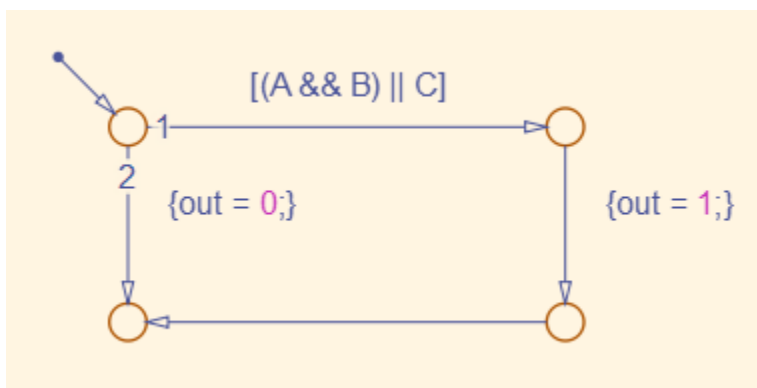 [(A && B) || C]
1
2
{out = 0;}
{out = 1;}